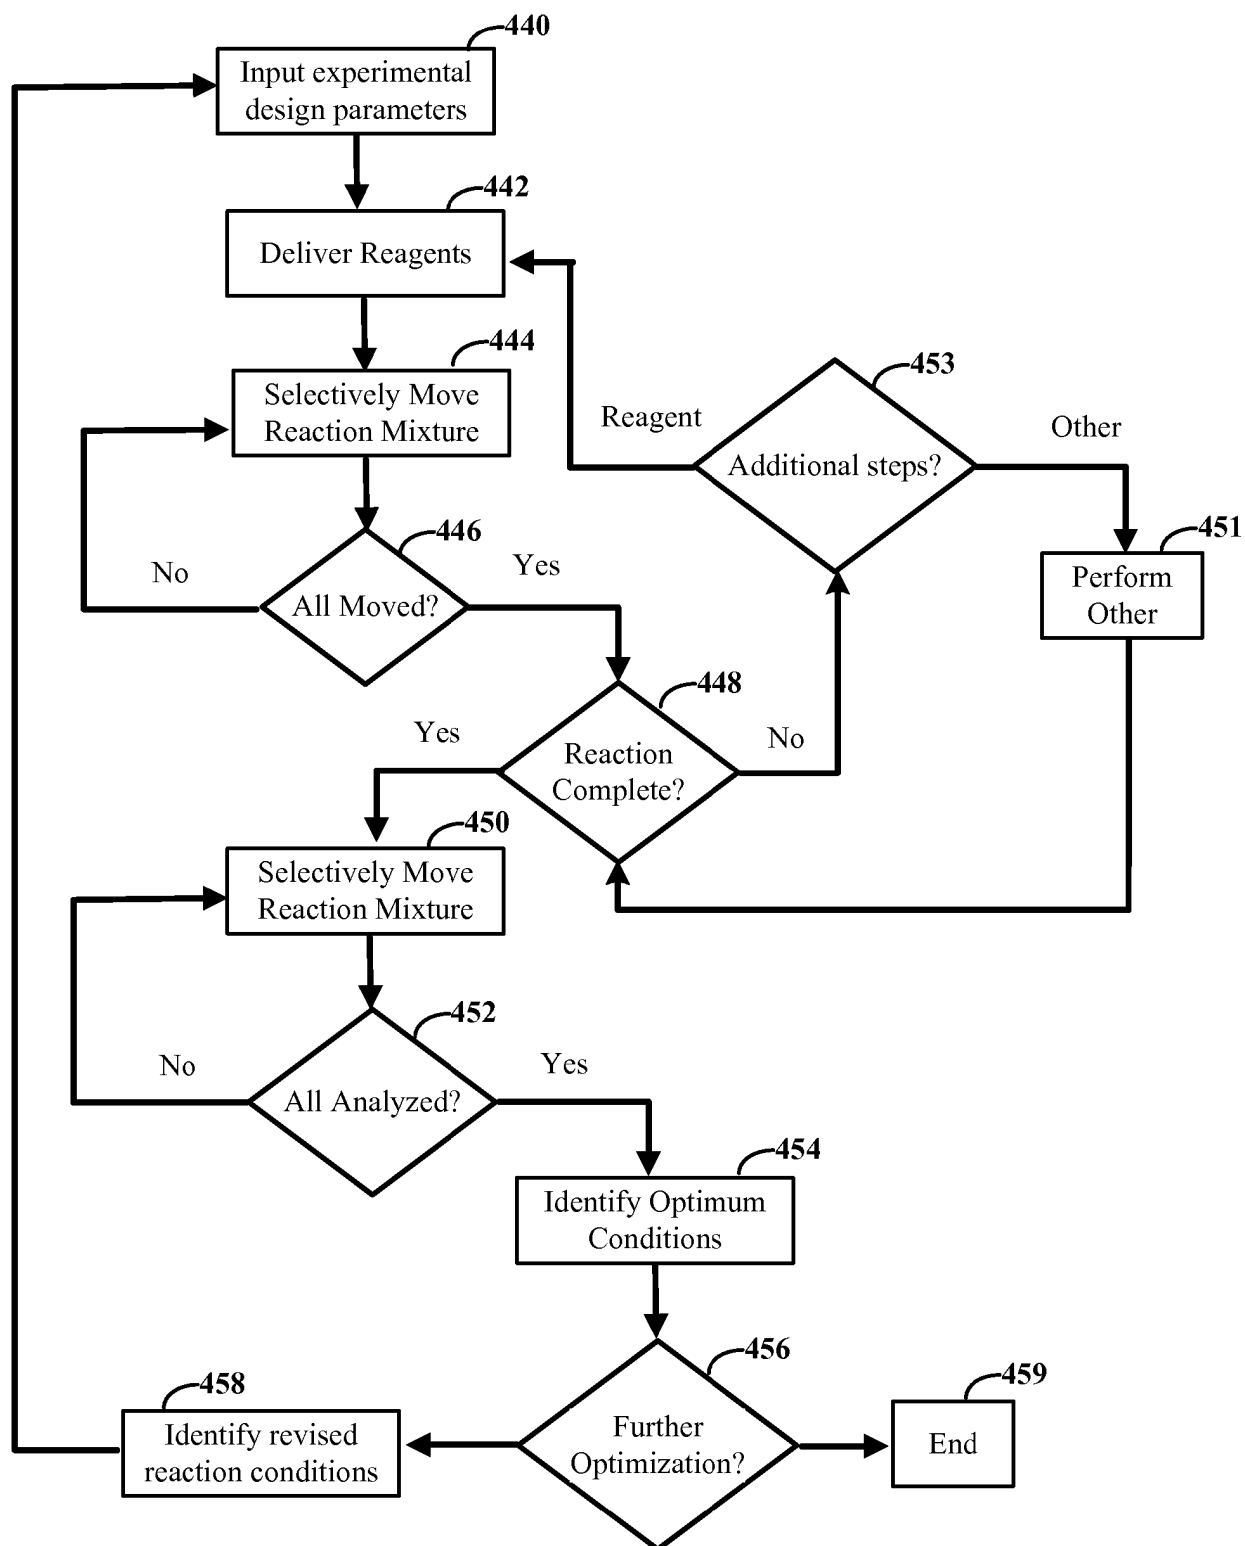 440
Input experimental
design parameters
442
Deliver Reagents
444
Selectively Move
Reaction Mixture
453
Reagent
Other
Additional steps?
446
451
No
Yes
Perform
Other
All Moved?
448
Yes
No
Reaction
Complete?
450
Selectively Move
Reaction Mixture
452
No
Yes
All Analyzed?
454
Identify Optimum
Conditions
456
458
459
Identify revised
reaction conditions
Further
Optimization?
End